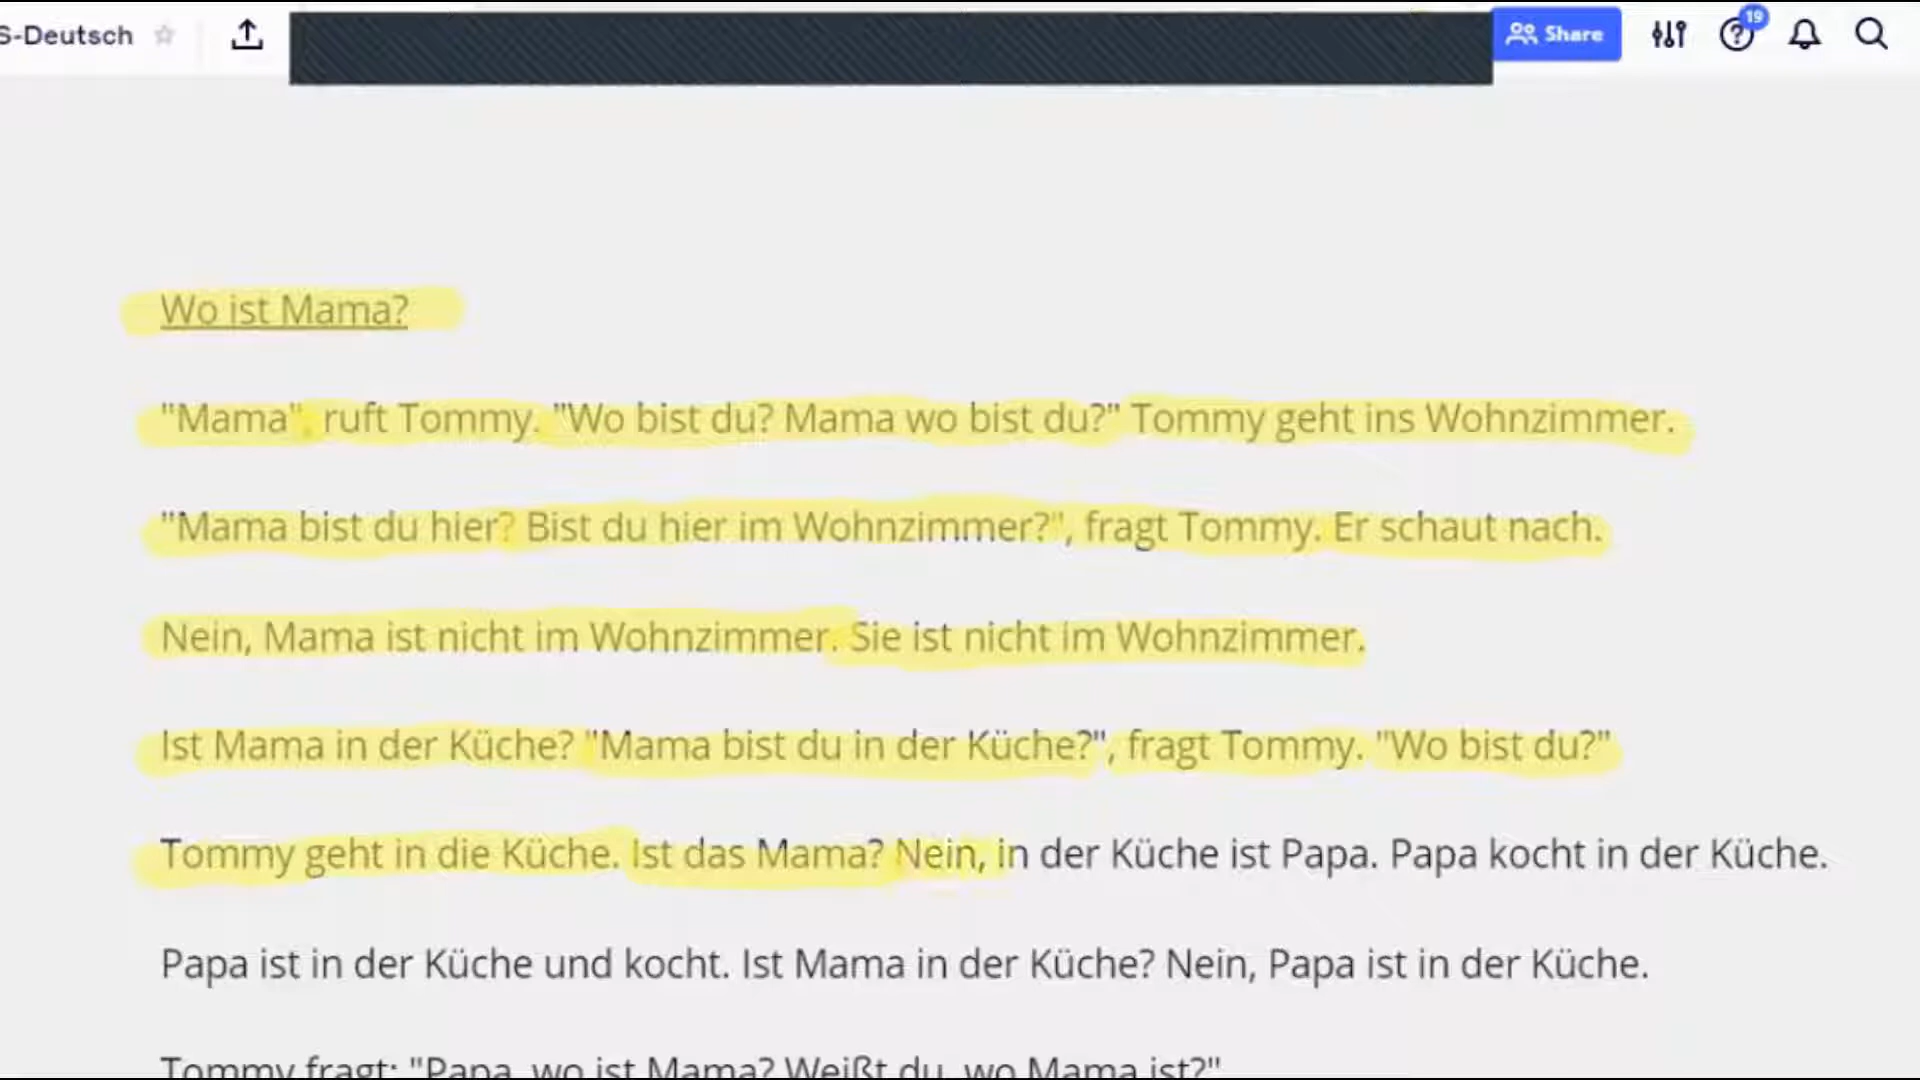 S-Deutsch
Share
19
Wo ist Mama?
"Mama", ruft Tommy. "Wo bist du? Mama wo bist du?" Tommy geht ins Wohnzimmer.
"Mama bist du hier? Bist du hier im Wohnzimmer?", fragt Tommy. Er schaut nach.
Nein, Mama ist nicht im Wohnzimmer. Sie ist nicht im Wohnzimmer.
Ist Mama in der Küche? "Mama bist du in der Küche?", fragt Tommy. "Wo bist du?"
Tommy geht in die Küche. Ist das Mama? Nein, in der Küche ist Papa. Papa kocht in der Küche.
Papa ist in der Küche und kocht. Ist Mama in der Küche? Nein, Papa ist in der Küche.
Tommy fragt: "Papa, wo ist Mama? Weißt du, wo Mama ist?"